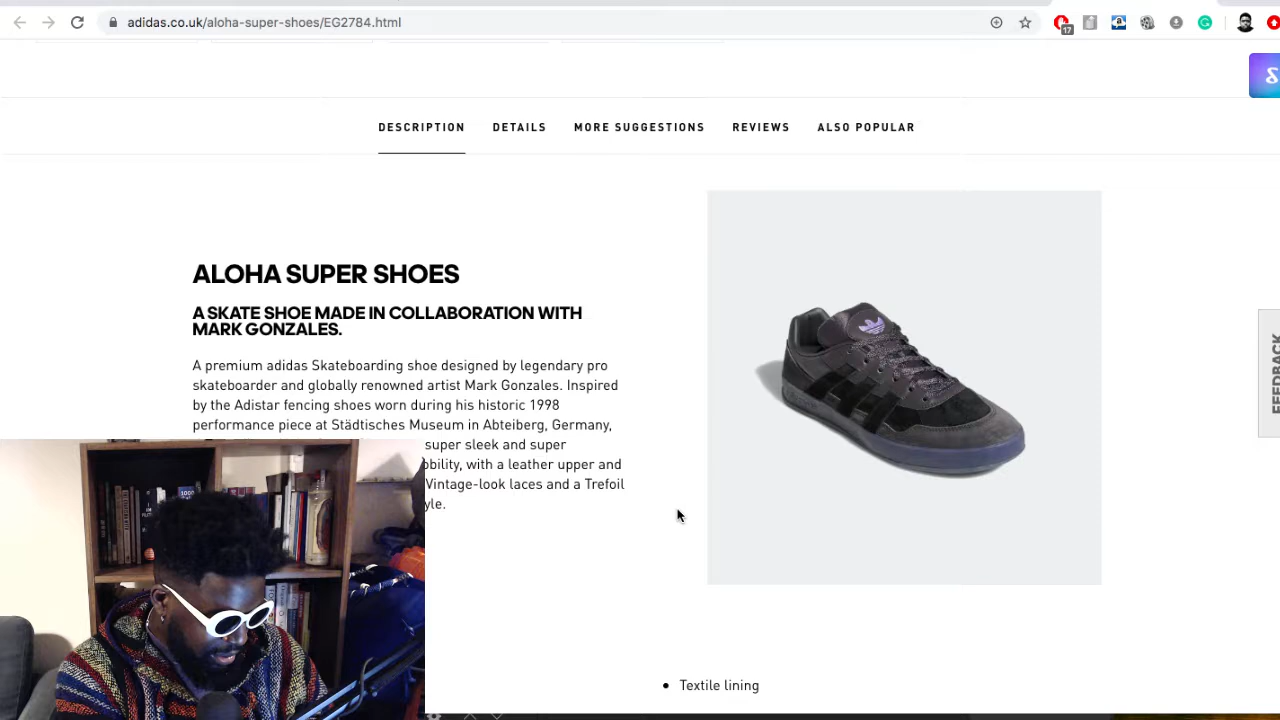 adidas.co.uk/aloha-super-shoes/EG2784.html
17
DESCRIPTION DETAILS MORE SUGGESTIONS REVIEWS ALSO POPULAR
ALOHA SUPER SHOES
A SKATE SHOE MADE IN COLLABORATION WITH
MARK GONZALES.
A premium adidas Skateboarding shoe designed by legendary pro
skateboarder and globally renowned artist Mark Gonzales. Inspired
by the Adistar fencing shoes worn during his historic 1998
performance piece at Städtisches Museum in Abteiberg, Germany,
super sleek and super
with a leather upper and
Vintage-look laces and a Trefoil
FEEDBACK
• Textile lining